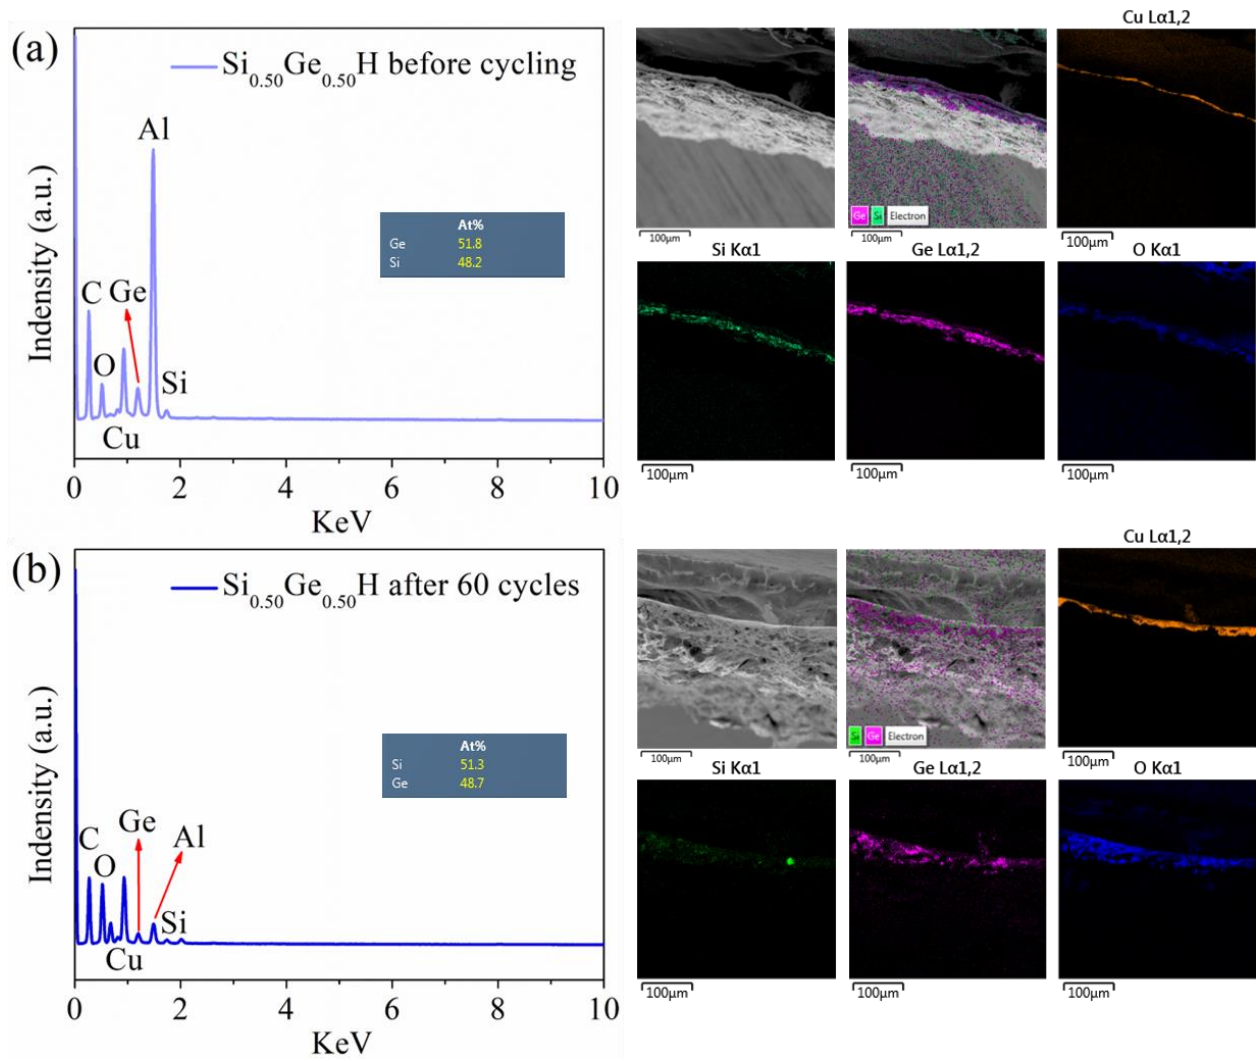 (a)
Si0.50Ge0.50H before cycling
Indensity (a.u.)
C
Ge
O
Cu
Al
Si
At%
Ge 51.8
Si 48.2
0 2 4 6 8 10
KeV
Ge Si Electron
100μm
100μm
Cu Lα1,2
100μm
Si Kα1
100μm
Ge Lα1,2
100μm
O Kα1
100μm
(b)
Si0.50Ge0.50H after 60 cycles
Indensity (a.u.)
C
O
Cu
Ge
Al
Si
At%
Si 51.3
Ge 48.7
0 2 4 6 8 10
KeV
Si Ge Electron
100μm
100μm
Cu Lα1,2
100μm
Si Kα1
100μm
Ge Lα1,2
100μm
O Kα1
100μm